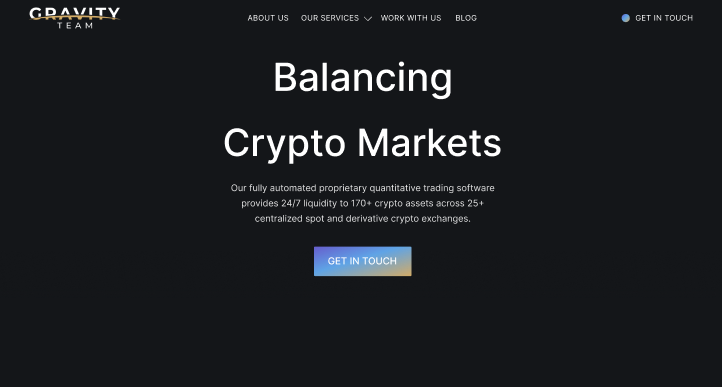 GRAVITY
TEAM
ABOUT US
OUR SERVICES
WORK WITH US
BLOG
GET IN TOUCH
Balancing
Crypto Markets
Our fully automated proprietary quantitative trading software
provides 24/7 liquidity to 170+ crypto assets across 25+
centralized spot and derivative crypto exchanges.
GET IN TOUCH